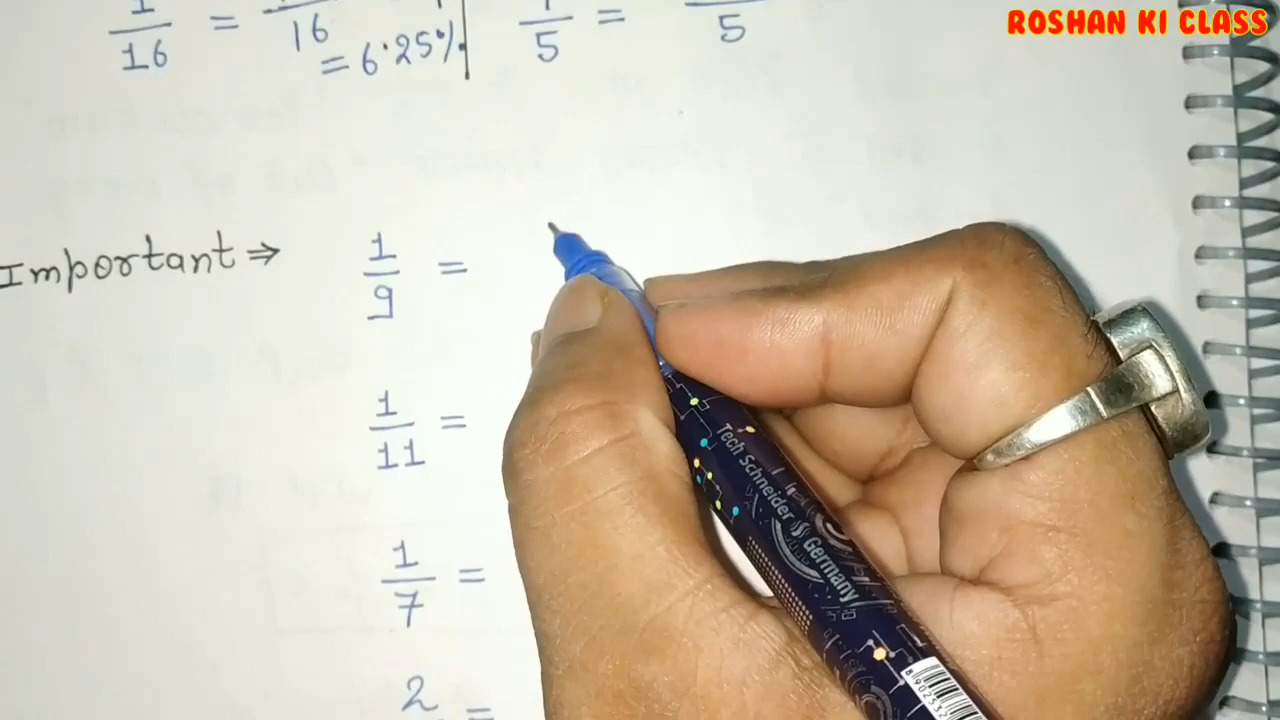 ROSHAN KI CLASS
1/16 = /16
= 6.25%
1/5 = /5
Important ⇒ 1/9 =
1/11 =
1/7 =
2 =
Tech Schneider Germany